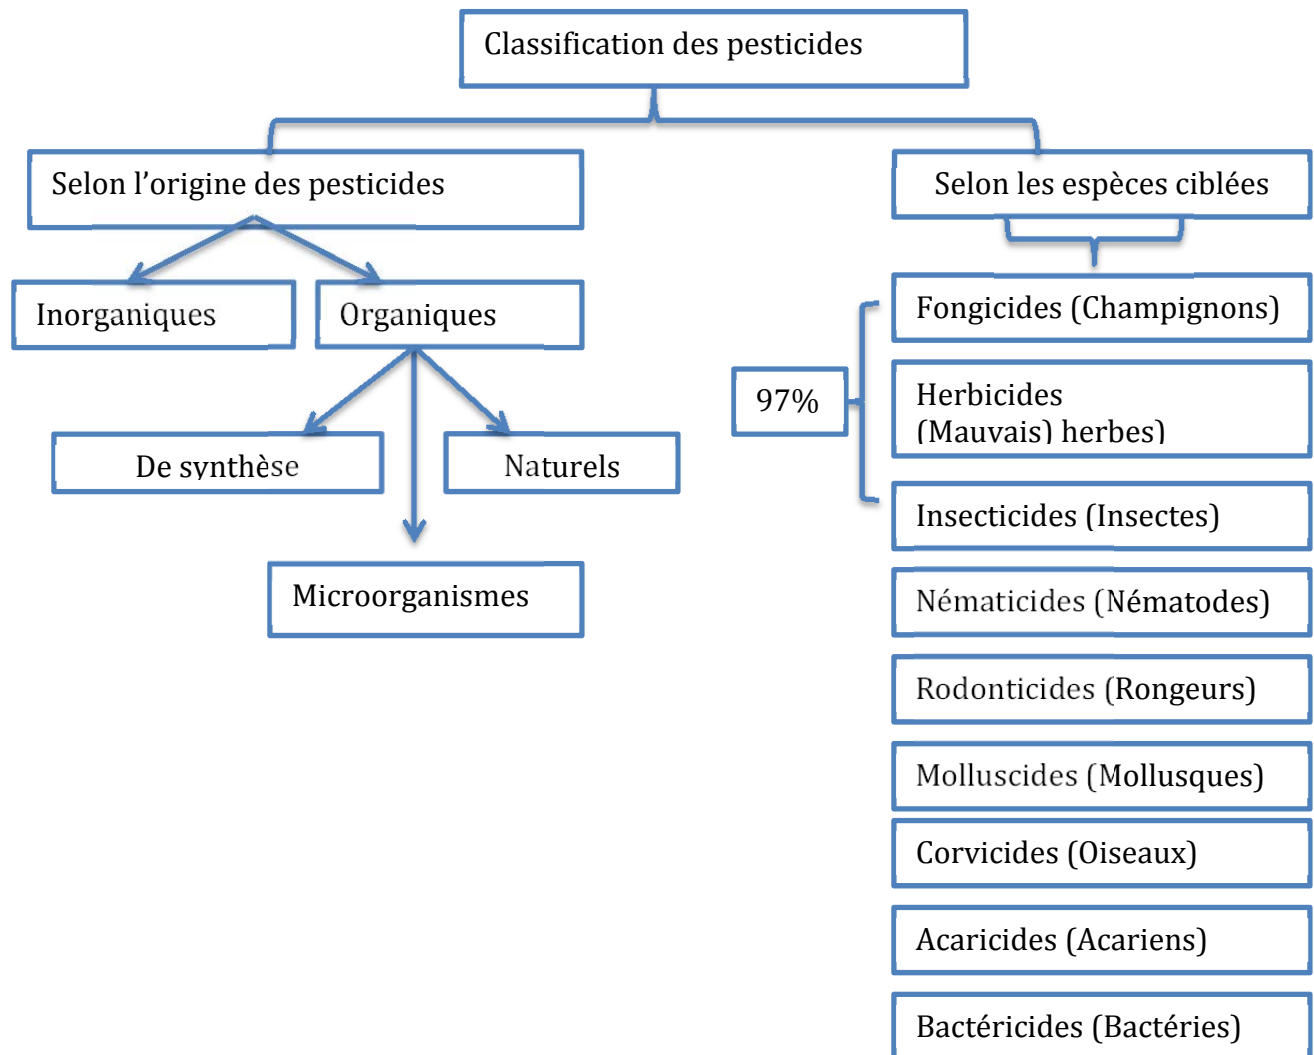 Classification des pesticides
Selon l'origine des pesticides
Selon les espèces ciblées
Inorganiques
Organiques
De synthèse
Naturels
Microorganismes
97%
Fongicides (Champignons)
Herbicides
(Mauvais) herbes)
Insecticides (Insectes)
Nématicides (Nématodes)
Rodonticides (Rongeurs)
Molluscides (Mollusques)
Corvicides (Oiseaux)
Acaricides (Acariens)
Bactéricides (Bactéries)